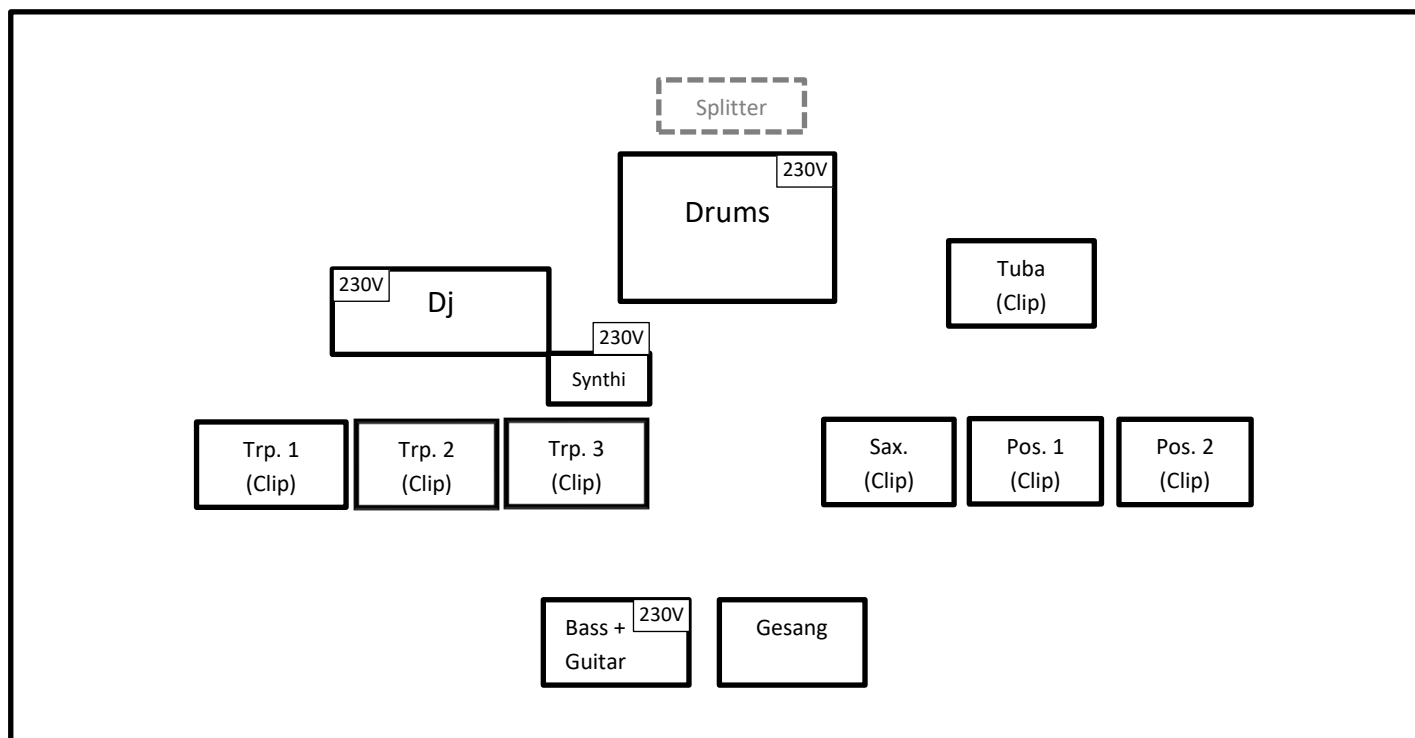 Splitter
230V
Drums
Tuba
(Clip)
230V
Dj
230V
Synthi
Trp. 1
(Clip)
Trp. 2
(Clip)
Trp. 3
(Clip)
Sax.
(Clip)
Pos. 1
(Clip)
Pos. 2
(Clip)
Bass +
Guitar
230V
Gesang